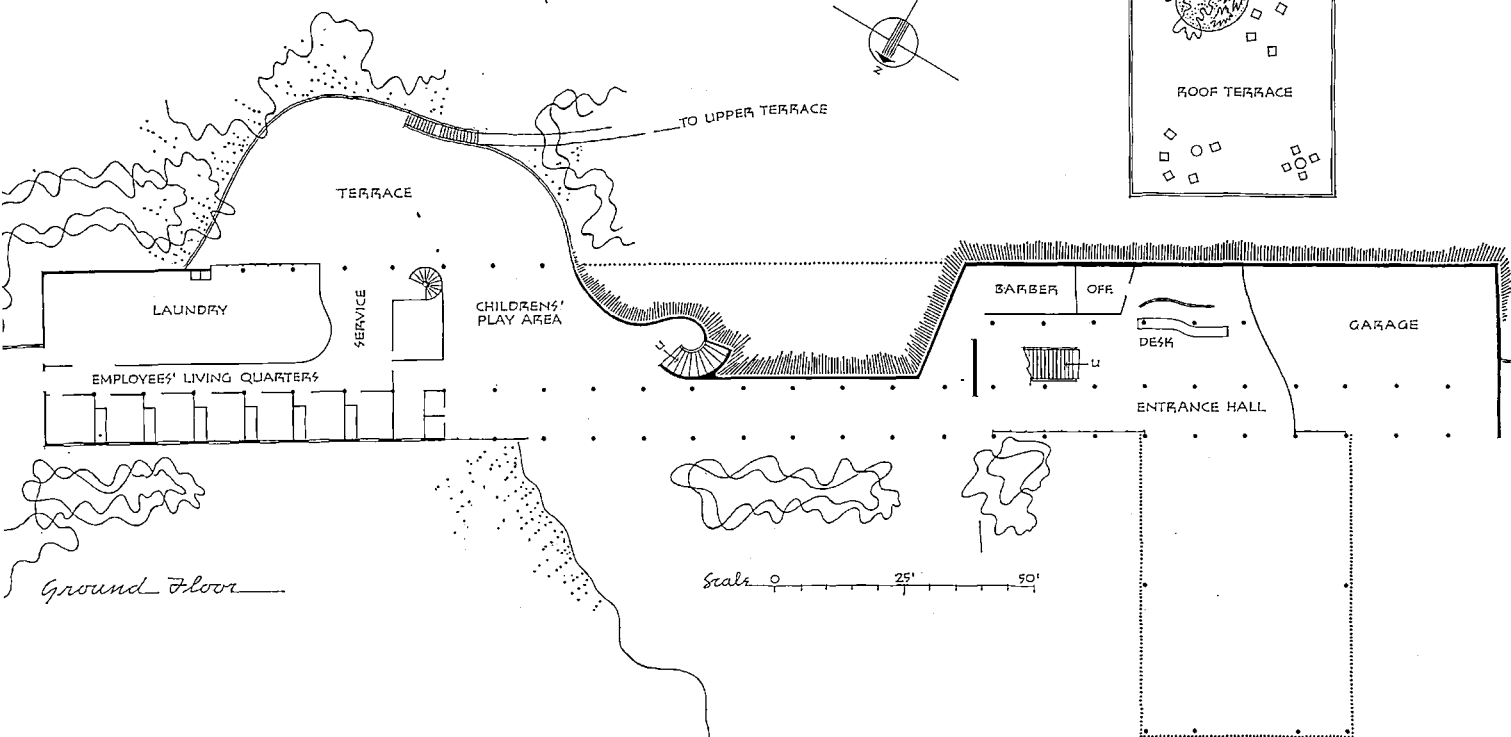 N
ROOF TERRACE
TO UPPER TERRACE
TERRACE
LAUNDRY
SERVICE
CHILDRENS'
PLAY AREA
BARBER
OFF.
DESK
GARAGE
U
U
EMPLOYEES' LIVING QUARTERS
ENTRANCE HALL
Ground Floor
Scale 0 25' 50'